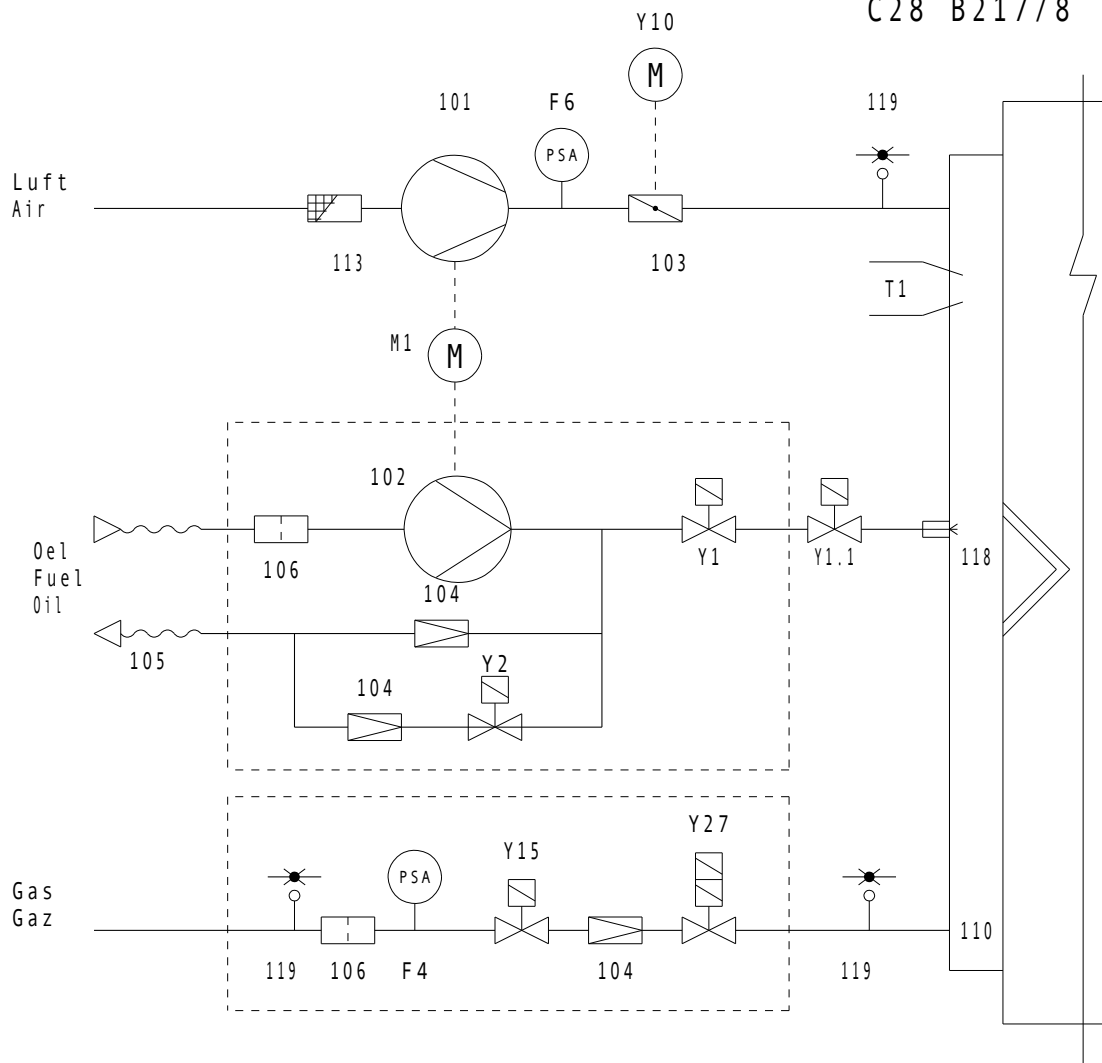 C28 B217/8
Y10
M
101
F6
119
PSA
Luft
Air
113
103
T1
M1
M
102
106
104
Y1
Y1.1
118
Oel
Fuel
Oil
105
104
Y2
Y27
Y15
PSA
Gas
Gaz
110
119
106
F4
104
119